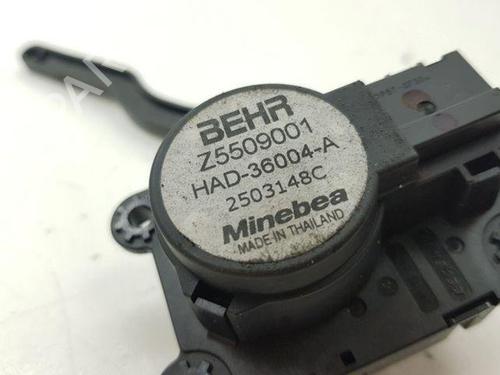 BEHR
Z5509001
HAD-36004-A
2503148C
Minebea
MADE IN THAILAND